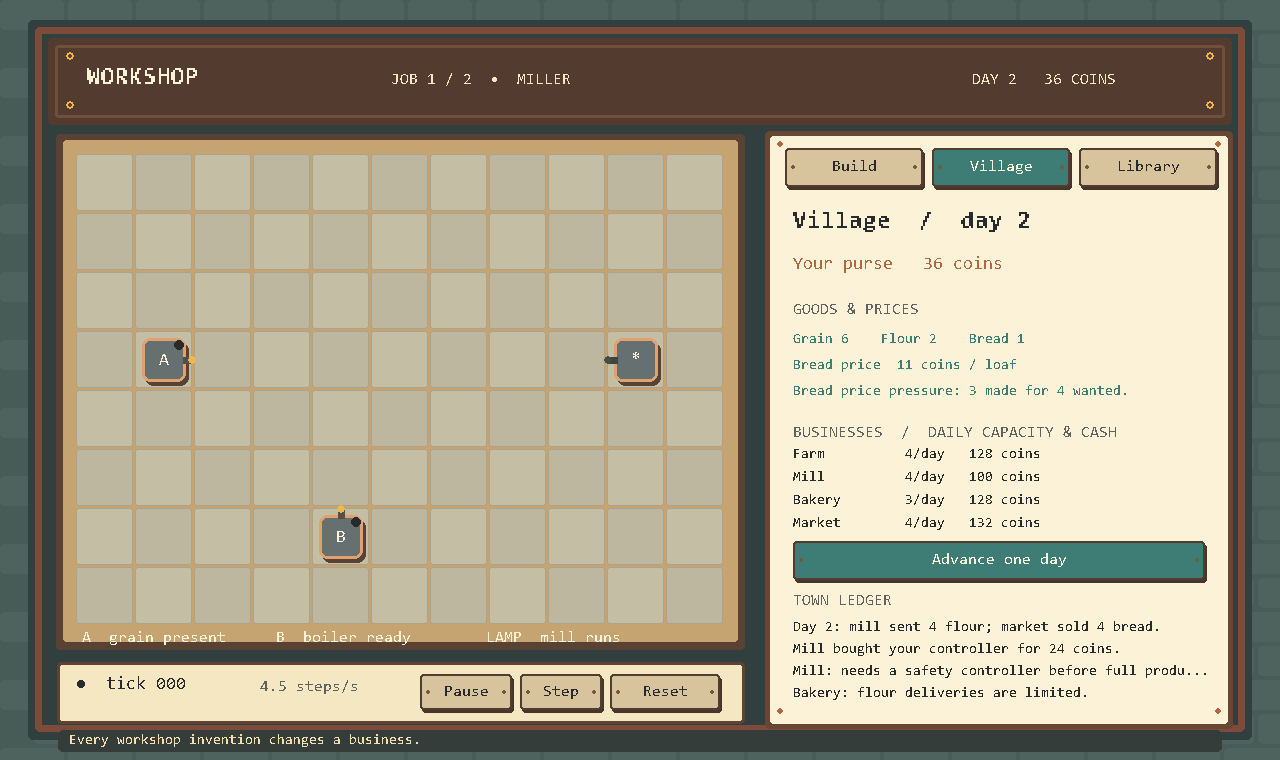 WORKSHOP
JOB 1 / 2 • MILLER
DAY 2 36 COINS
Build
Village
Library
Village / day 2
Your purse 36 coins
GOODS & PRICES
Grain 6 Flour 2 Bread 1
Bread price 11 coins / loaf
Bread price pressure: 3 made for 4 wanted.
BUSINESSES / DAILY CAPACITY & CASH
Farm 4/day 128 coins
Mill 4/day 100 coins
Bakery 3/day 128 coins
Market 4/day 132 coins
Advance one day
TOWN LEDGER
Day 2: mill sent 4 flour; market sold 4 bread.
Mill bought your controller for 24 coins.
Mill: needs a safety controller before full produ...
Bakery: flour deliveries are limited.
A
*
B
A grain present B boiler ready LAMP mill runs
tick 000
4.5 steps/s
Pause
Step
Reset
Every workshop invention changes a business.